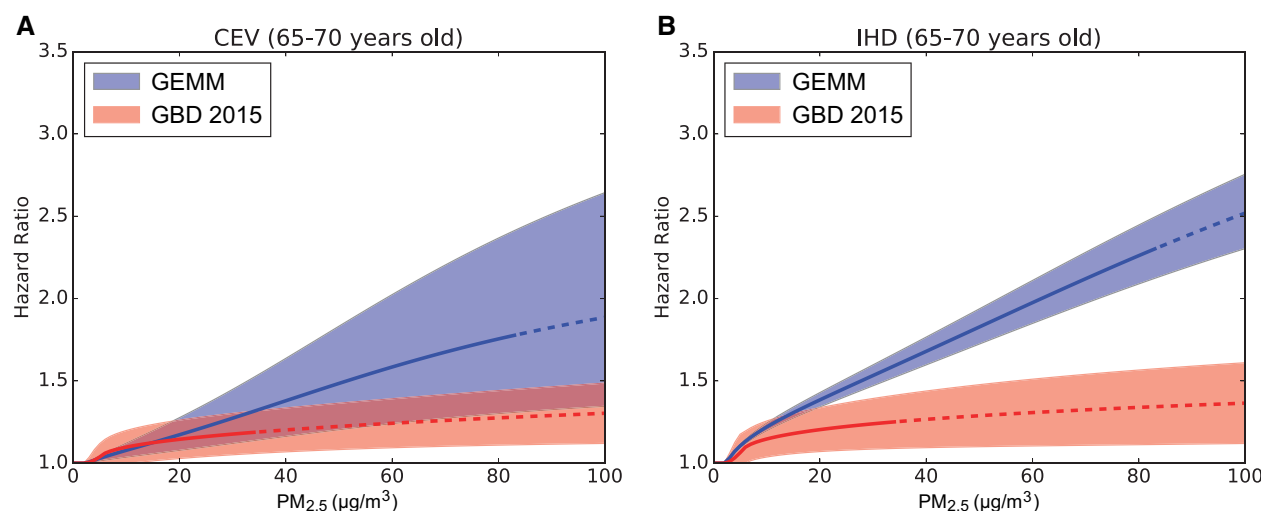 A
CEV (65-70 years old)
GEMM
GBD 2015
Hazard Ratio
3.5
3.0
2.5
2.0
1.5
1.0
0
20
40
60
80
100
PM2.5 (µg/m3)
B
IHD (65-70 years old)
GEMM
GBD 2015
Hazard Ratio
3.5
3.0
2.5
2.0
1.5
1.0
0
20
40
60
80
100
PM2.5 (µg/m3)